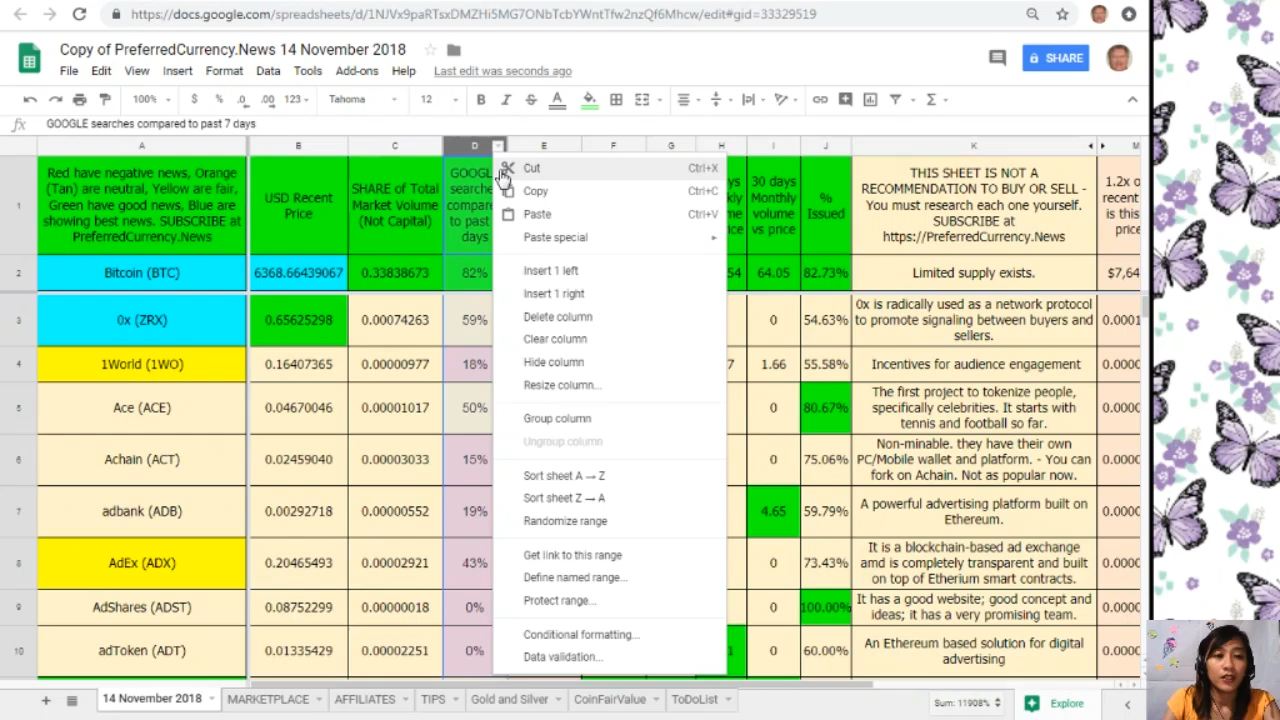 https://docs.google.com/spreadsheets/d/1NJVx9paRTsxDMZHi5MG7ONbTcbYWntTfw2nzQf6Mhcw/edit#gid=33329519
Copy of PreferredCurrency.News 14 November 2018
SHARE
File Edit View Insert Format Data Tools Add-ons Help Last edit was seconds ago
100% $ % .0 .00 123 Tahoma 12 B I S A Σ
fx GOOGLE searches compared to past 7 days
A B C D E F G H I J K M
1
Red have negative news, Orange
(Tan) are neutral, Yellow are fair,
Green have good news, Blue are
showing best news. SUBSCRIBE at
PreferredCurrency.News
USD Recent
Price
SHARE of Total
Market Volume
(Not Capital)
GOOGL
searche
compare
to past
days
30 days
Monthly
volume
vs price
%
Issued
THIS SHEET IS NOT A
RECOMMENDATION TO BUY OR SELL -
You must research each one yourself.
SUBSCRIBE at
https://PreferredCurrency.News
1.2x o
recent
is this
price
2 Bitcoin (BTC) 6368.66439067 0.33838673 82% 54 64.05 82.73% Limited supply exists. $7,64
3 0x (ZRX) 0.65625298 0.00074263 59% 0 54.63% 0x is radically used as a network protocol
to promote signaling between buyers and
sellers.
0.0001
4 1World (1WO) 0.16407365 0.00000977 18% 7 1.66 55.58% Incentives for audience engagement 0.0000
5 Ace (ACE) 0.04670046 0.00001017 50% 0 80.67% The first project to tokenize people,
specifically celebrities. It starts with
tennis and football so far.
0.0000
6 Achain (ACT) 0.02459040 0.00003033 15% 0 75.06% Non-minable. they have their own
PC/Mobile wallet and platform. - You can
fork on Achain. Not as popular now.
0.0000
7 adbank (ADB) 0.00292718 0.00000552 19% 4.65 59.79% A powerful advertising platform built on
Ethereum.
0.0000
8 AdEx (ADX) 0.20465493 0.00002921 43% 0 73.43% It is a blockchain-based ad exchange
amd is completely transparent and built
on top of Etherium smart contracts.
0.0000
9 AdShares (ADST) 0.08752299 0.00000018 0% 0 100.00% It has a good website; good concept and
ideas; it has a very promising team.
0.0000
10 adToken (ADT) 0.01335429 0.00002251 0% 1 0 60.00% An Ethereum based solution for digital
advertising
0.0000
Cut Ctrl+X
Copy Ctrl+C
Paste Ctrl+V
Paste special
Insert 1 left
Insert 1 right
Delete column
Clear column
Hide column
Resize column...
Group column
Ungroup column
Sort sheet A → Z
Sort sheet Z → A
Randomize range
Get link to this range
Define named range...
Protect range...
Conditional formatting...
Data validation...
14 November 2018 MARKETPLACE AFFILIATES TIPS Gold and Silver CoinFairValue ToDoList Sum: 11908% Explore